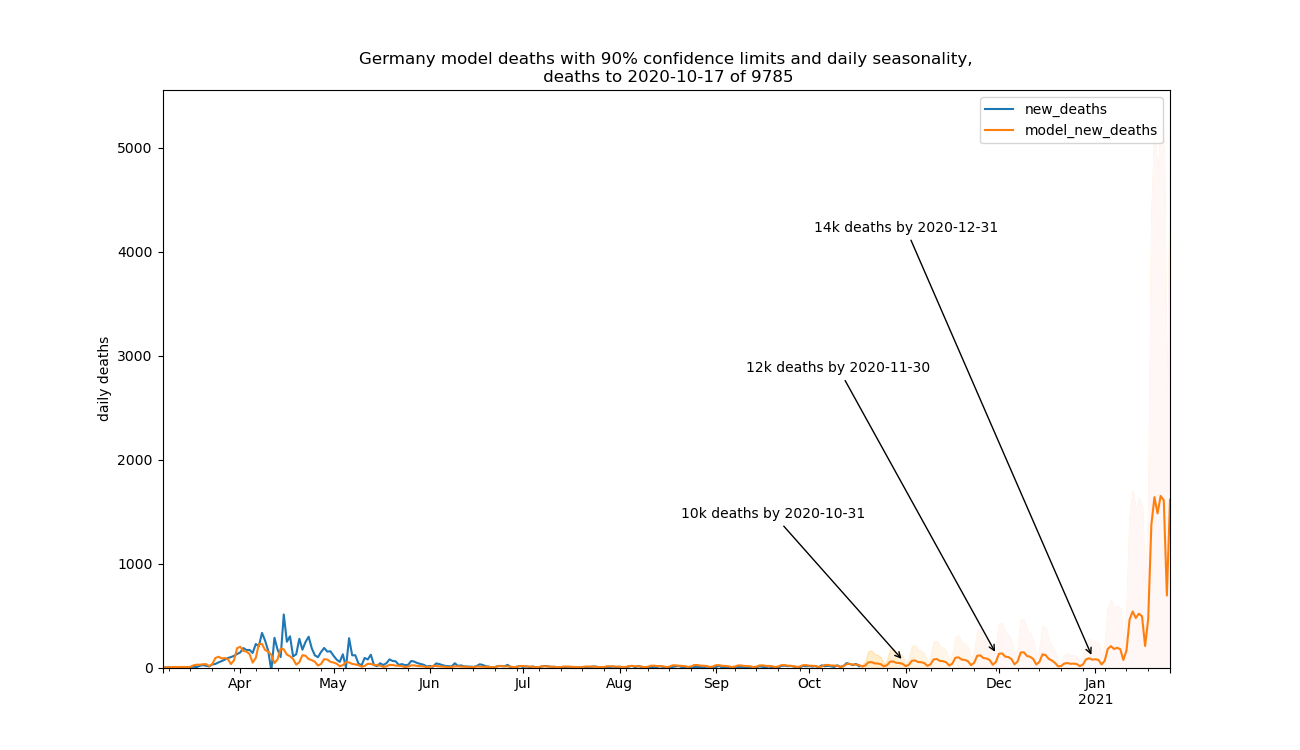 Germany model deaths with 90% confidence limits and daily seasonality,
deaths to 2020-10-17 of 9785
new_deaths
model_new_deaths
5000
4000
3000
2000
1000
0
daily deaths
14k deaths by 2020-12-31
12k deaths by 2020-11-30
10k deaths by 2020-10-31
Apr May Jun Jul Aug Sep Oct Nov Dec Jan
2021